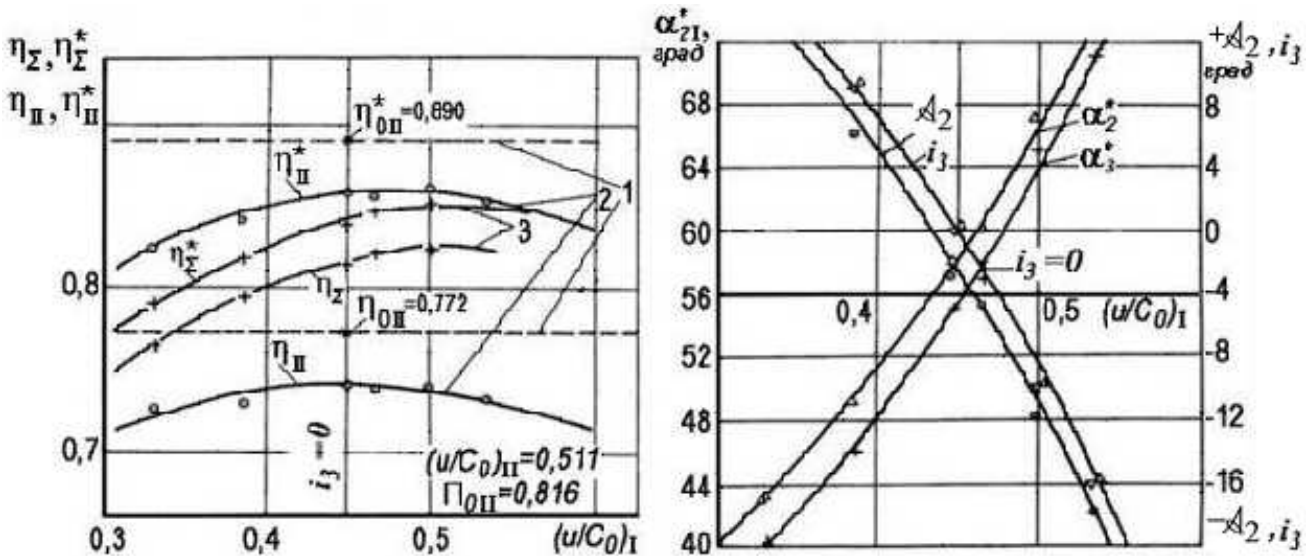 η_Σ, η*_Σ
η_II, η*_II
η*_0II=0,890
η*_II
1
2
3
η*_Σ
η_2
0,8
η_0II=0,772
η_II
0,7
i_3=0
(u/C_0)_II=0,511
Π_0II=0,816
0,3
0,4
0,5
(u/C_0)_I
α*_2I,
град
+𝒜_2, i_3
град
68
64
60
56
52
48
44
40
𝒜_2
i_3
α*_2
α*_3
i_3=0
0,4
0,5
(u/C_0)_I
8
4
0
-4
-8
-12
-16
-𝒜_2, i_3